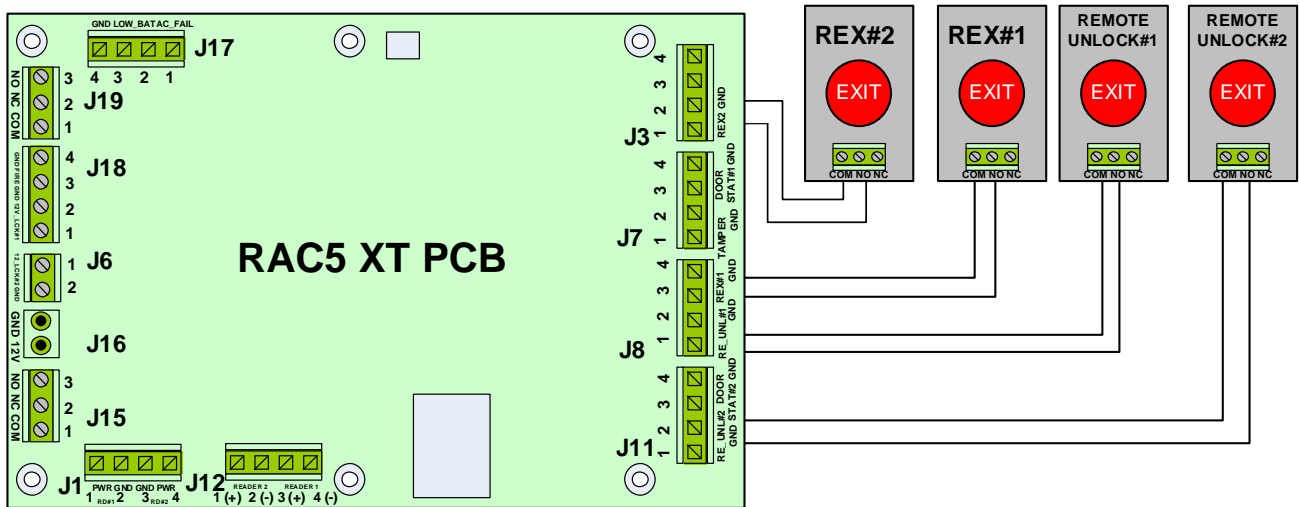 GND LOW_BAT AC_FAIL
4 3 2 1
J17
NO NC COM
3
2
1
J19
GND FIRE GND 12V_LCK#1
4
3
2
1
J18
12_LCK#2 GND
1
2
J6
GND 12V
J16
NO NC COM
3
2
1
J15
J1
PWR GND GND PWR
1 RD#1 2 3 RD#2 4
J12
READER 2 READER 1
1 (+) 2 (-) 3 (+) 4 (-)
RAC5 XT PCB
4
3
2
1
J3
REX2 GND
4
3
2
1
J7
TAMPER GND DOOR STAT#1 GND
4
3
2
1
J8
RE_UNL#1 GND REX#1 GND
4
3
2
1
J11
RE_UNL#2 GND DOOR STAT#2 GND
REX#2
EXIT
COM NO NC
REX#1
EXIT
COM NO NC
REMOTE
UNLOCK#1
EXIT
COM NO NC
REMOTE
UNLOCK#2
EXIT
COM NO NC